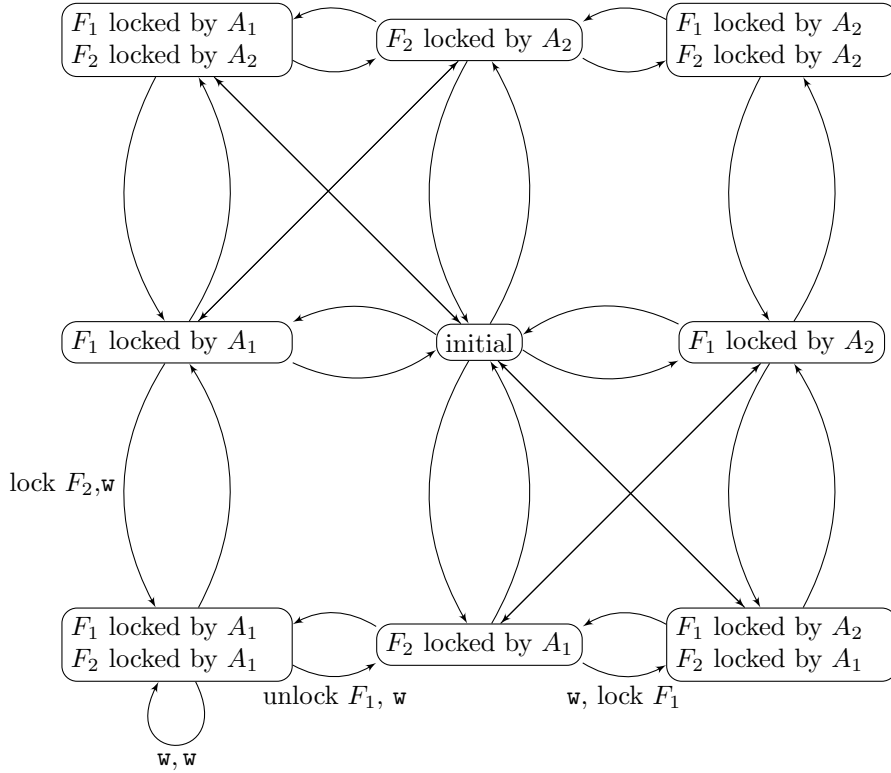 F₁ locked by A₁
F₂ locked by A₂
F₂ locked by A₂
F₁ locked by A₂
F₂ locked by A₂
F₁ locked by A₁
initial
F₁ locked by A₂
lock F₂,w
F₁ locked by A₁
F₂ locked by A₁
F₂ locked by A₁
F₁ locked by A₂
F₂ locked by A₁
unlock F₁, w
w, lock F₁
w, w